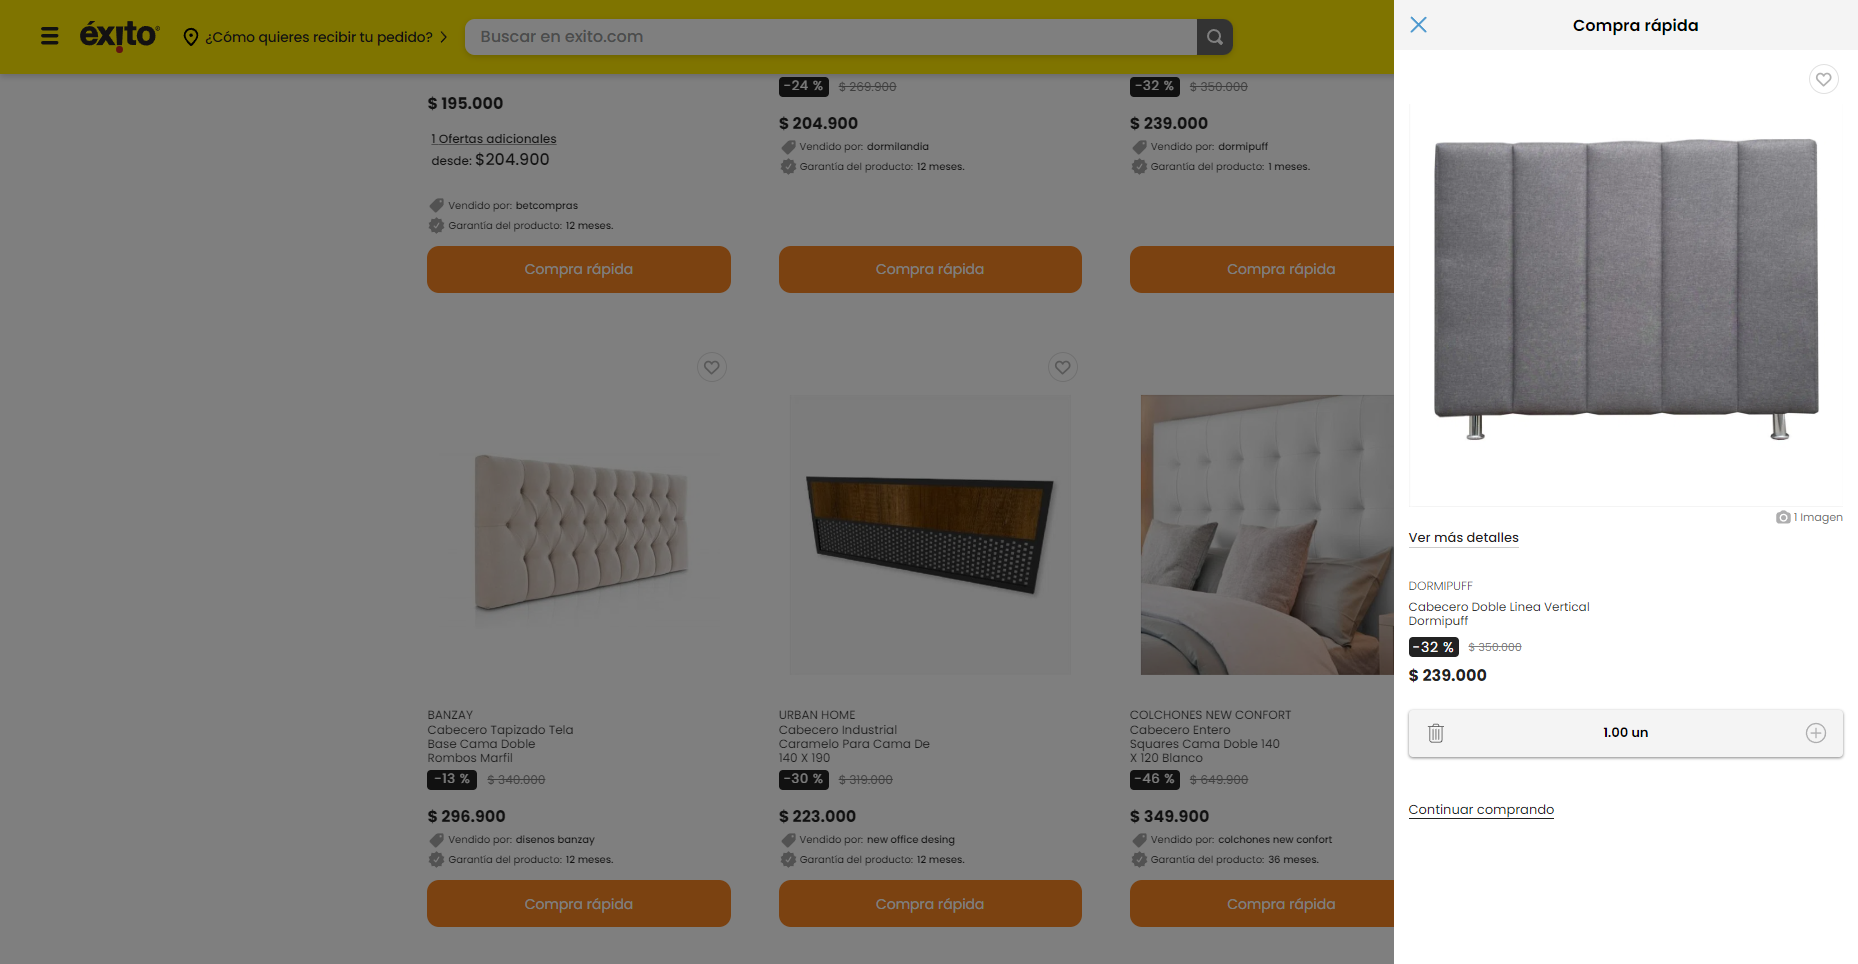 éxito
¿Cómo quieres recibir tu pedido?
Buscar en exito.com
$ 195.000
1 Ofertas adicionales
desde: $204.900
Vendido por: betcompras
Garantía del producto: 12 meses.
Compra rápida
-24 % $ 269.900
$ 204.900
Vendido por: dormilandia
Garantía del producto: 12 meses.
Compra rápida
-32 % $ 350.000
$ 239.000
Vendido por: dormipuff
Garantía del producto: 1 meses.
Compra rápida
BANZAY
Cabecero Tapizado Tela
Base Cama Doble
Rombos Marfil
-13 % $ 340.000
$ 296.900
Vendido por: disenos banzay
Garantía del producto: 12 meses.
Compra rápida
URBAN HOME
Cabecero Industrial
Caramelo Para Cama De
140 X 190
-30 % $ 319.000
$ 223.000
Vendido por: new office desing
Garantía del producto: 12 meses.
Compra rápida
COLCHONES NEW CONFORT
Cabecero Entero
Squares Cama Doble 140
X 120 Blanco
-46 % $ 649.900
$ 349.900
Vendido por: colchones new confort
Garantía del producto: 36 meses.
Compra rápida
Compra rápida
1 Imagen
Ver más detalles
DORMIPUFF
Cabecero Doble Linea Vertical
Dormipuff
-32 % $ 350.000
$ 239.000
1.00 un
Continuar comprando